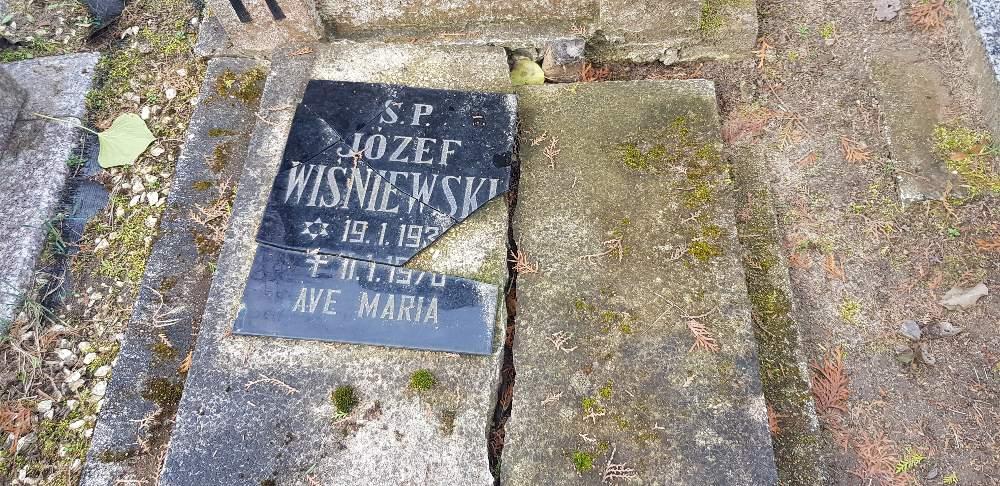 Ś.P.
JÓZEF
WIŚNIEWSKI
✡ 19.1.193
AVE MARIA